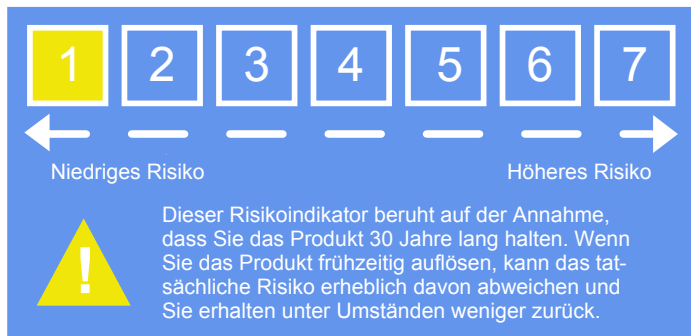 1 2 3 4 5 6 7
Niedriges Risiko Höheres Risiko
Dieser Risikoindikator beruht auf der Annahme,
dass Sie das Produkt 30 Jahre lang halten. Wenn
Sie das Produkt frühzeitig auflösen, kann das tat-
sächliche Risiko erheblich davon abweichen und
Sie erhalten unter Umständen weniger zurück.
!